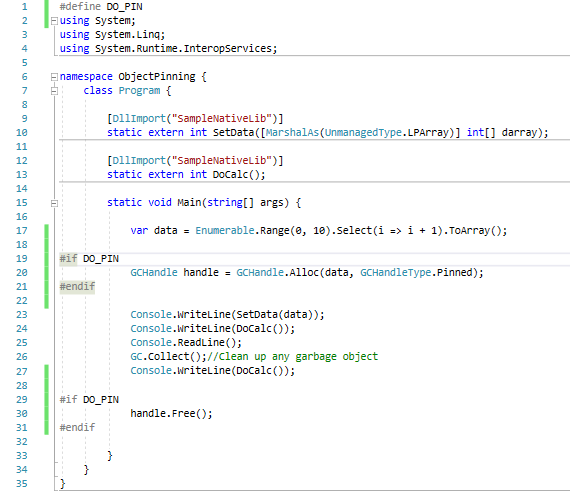 1 #define DO_PIN
2 using System;
3 using System.Linq;
4 using System.Runtime.InteropServices;
5
6 namespace ObjectPinning {
7 class Program {
8
9 [DllImport("SampleNativeLib")]
10 static extern int SetData([MarshalAs(UnmanagedType.LPArray)] int[] darray);
11
12 [DllImport("SampleNativeLib")]
13 static extern int DoCalc();
14
15 static void Main(string[] args) {
16
17 var data = Enumerable.Range(0, 10).Select(i => i + 1).ToArray();
18
19 #if DO_PIN
20 GCHandle handle = GCHandle.Alloc(data, GCHandleType.Pinned);
21 #endif
22
23 Console.WriteLine(SetData(data));
24 Console.WriteLine(DoCalc());
25 Console.ReadLine();
26 GC.Collect();//Clean up any garbage object
27 Console.WriteLine(DoCalc());
28
29 #if DO_PIN
30 handle.Free();
31 #endif
32
33 }
34 }
35 }